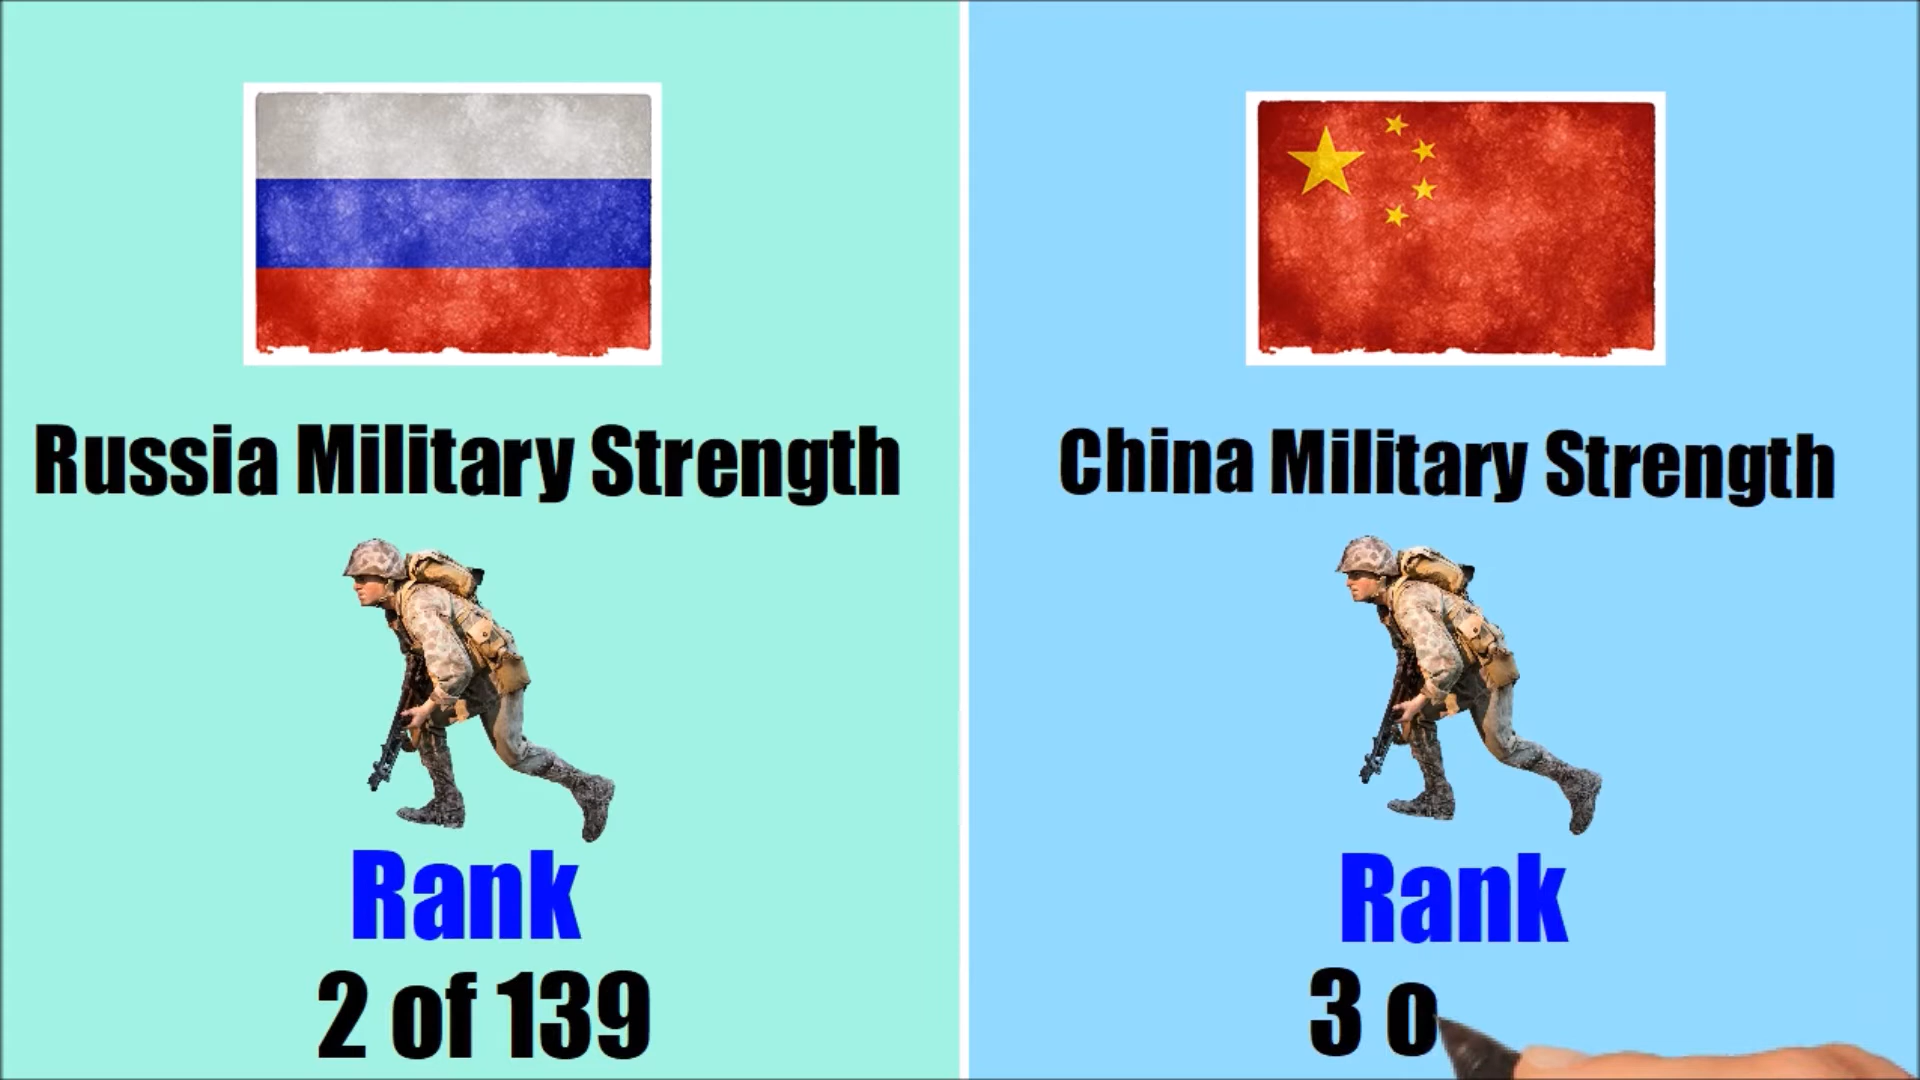 Russia Military Strength
Rank
2 of 139
China Military Strength
Rank
3 o